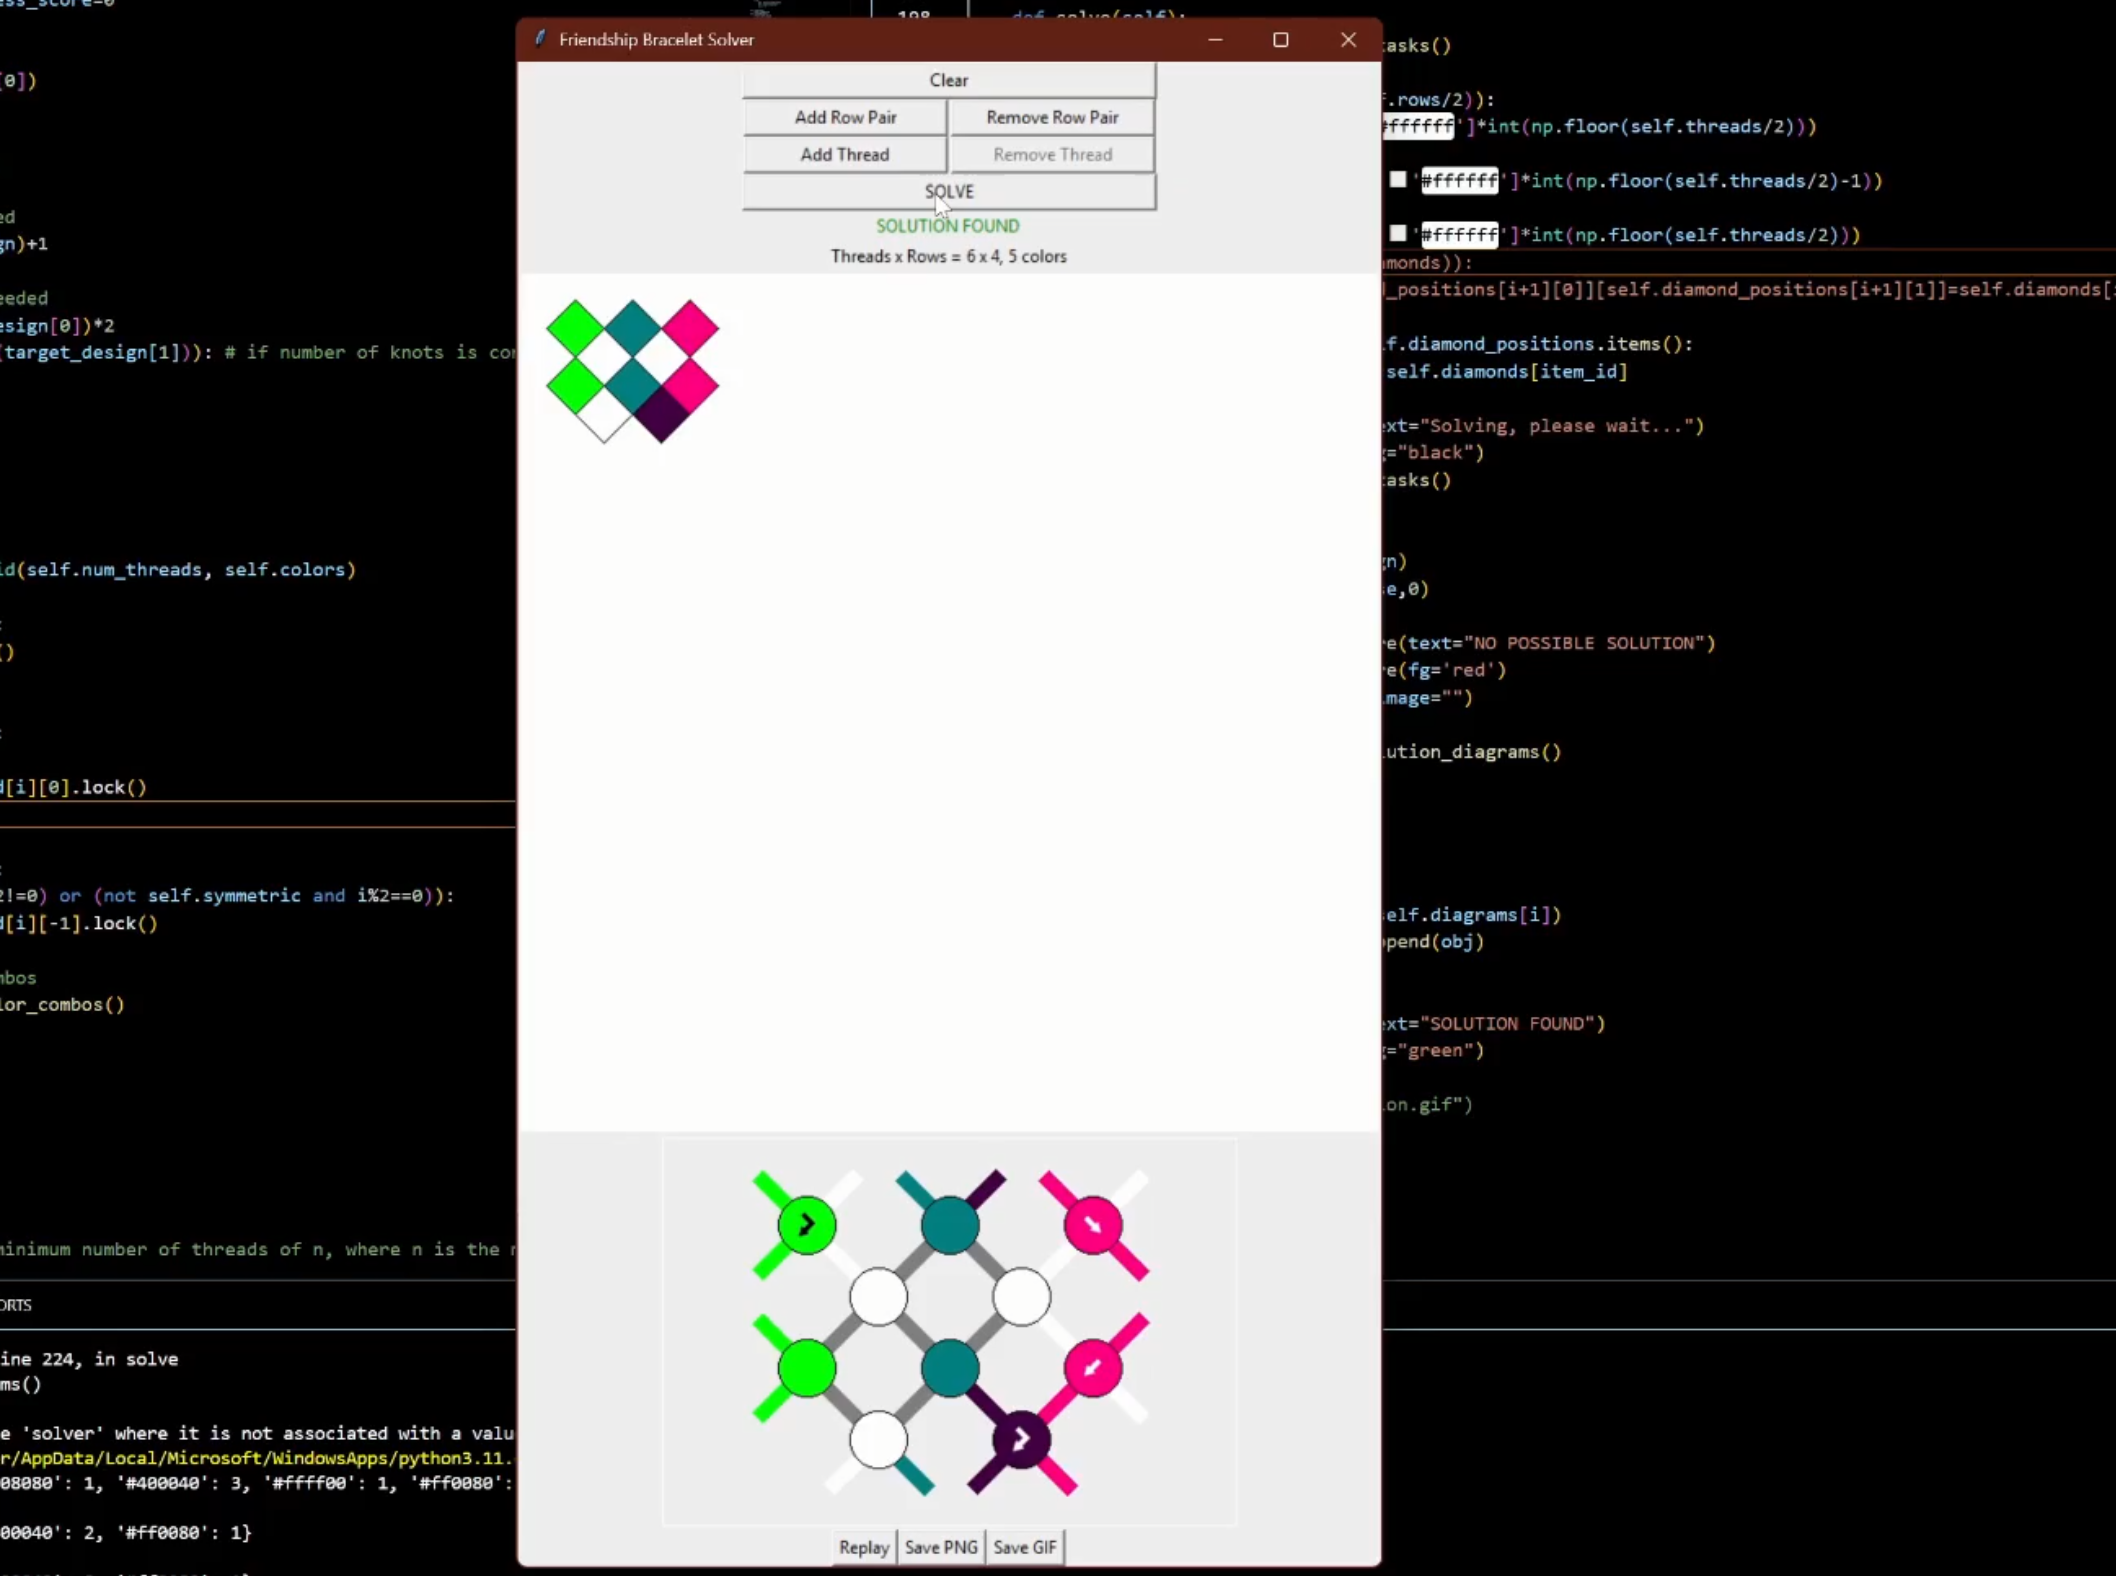 ess_score=0
198 def solve(self):
Friendship Bracelet Solver
asks()
[0])
Clear
.rows/2)):
Add Row Pair Remove Row Pair
#ffffff']*int(np.floor(self.threads/2)))
Add Thread Remove Thread
'#ffffff']*int(np.floor(self.threads/2)-1))
SOLVE
ed
SOLUTION FOUND
gn)+1
'#ffffff']*int(np.floor(self.threads/2)))
Threads x Rows = 6 x 4, 5 colors
monds)):
eeded
_positions[i+1][0]][self.diamond_positions[i+1][1]]=self.diamonds[
esign[0])*2
f.diamond_positions.items():
(target_design[1])): # if number of knots is con
self.diamonds[item_id]
xt="Solving, please wait...")
="black")
asks()
n)
id(self.num_threads, self.colors)
e,0)
:
re(text="NO POSSIBLE SOLUTION")
()
re(fg='red')
mage="")
:
lution_diagrams()
d[i][0].lock()
:
2!=0) or (not self.symmetric and i%2==0)):
elf.diagrams[i])
d[i][-1].lock()
pend(obj)
mbos
lor_combos()
xt="SOLUTION FOUND")
="green")
on.gif")
minimum number of threads of n, where n is the
ORTS
ine 224, in solve
ms()
e 'solver' where it is not associated with a valu
r/AppData/Local/Microsoft/WindowsApps/python3.11.
08080': 1, '#400040': 3, '#ffff00': 1, '#ff0080':
00040': 2, '#ff0080': 1}
Replay Save PNG Save GIF